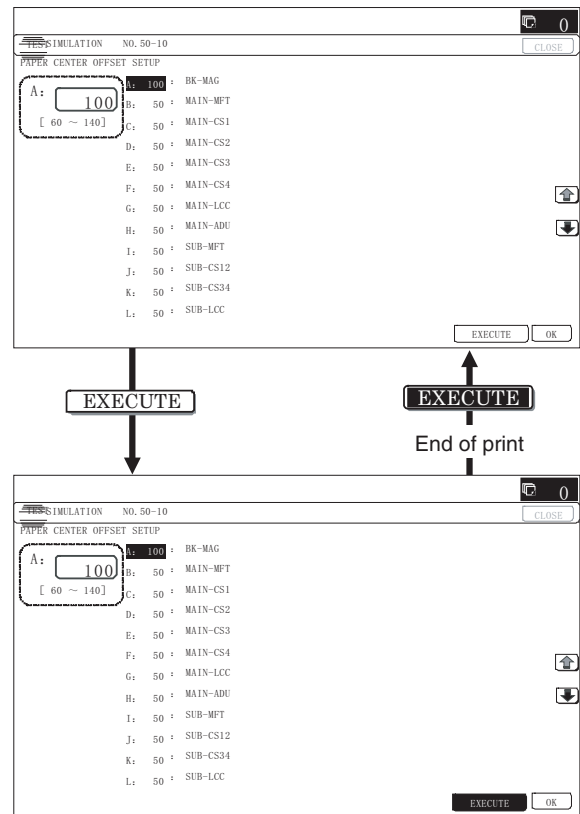 0
TEST SIMULATION NO. 50-10
CLOSE
PAPER CENTER OFFSET SETUP
A: 100
[ 60 ~ 140]
A: 100 : BK-MAG
B: 50 : MAIN-MFT
C: 50 : MAIN-CS1
D: 50 : MAIN-CS2
E: 50 : MAIN-CS3
F: 50 : MAIN-CS4
G: 50 : MAIN-LCC
H: 50 : MAIN-ADU
I: 50 : SUB-MFT
J: 50 : SUB-CS12
K: 50 : SUB-CS34
L: 50 : SUB-LCC
EXECUTE OK
EXECUTE
EXECUTE
End of print
0
TEST SIMULATION NO. 50-10
CLOSE
PAPER CENTER OFFSET SETUP
A: 100
[ 60 ~ 140]
A: 100 : BK-MAG
B: 50 : MAIN-MFT
C: 50 : MAIN-CS1
D: 50 : MAIN-CS2
E: 50 : MAIN-CS3
F: 50 : MAIN-CS4
G: 50 : MAIN-LCC
H: 50 : MAIN-ADU
I: 50 : SUB-MFT
J: 50 : SUB-CS12
K: 50 : SUB-CS34
L: 50 : SUB-LCC
EXECUTE OK